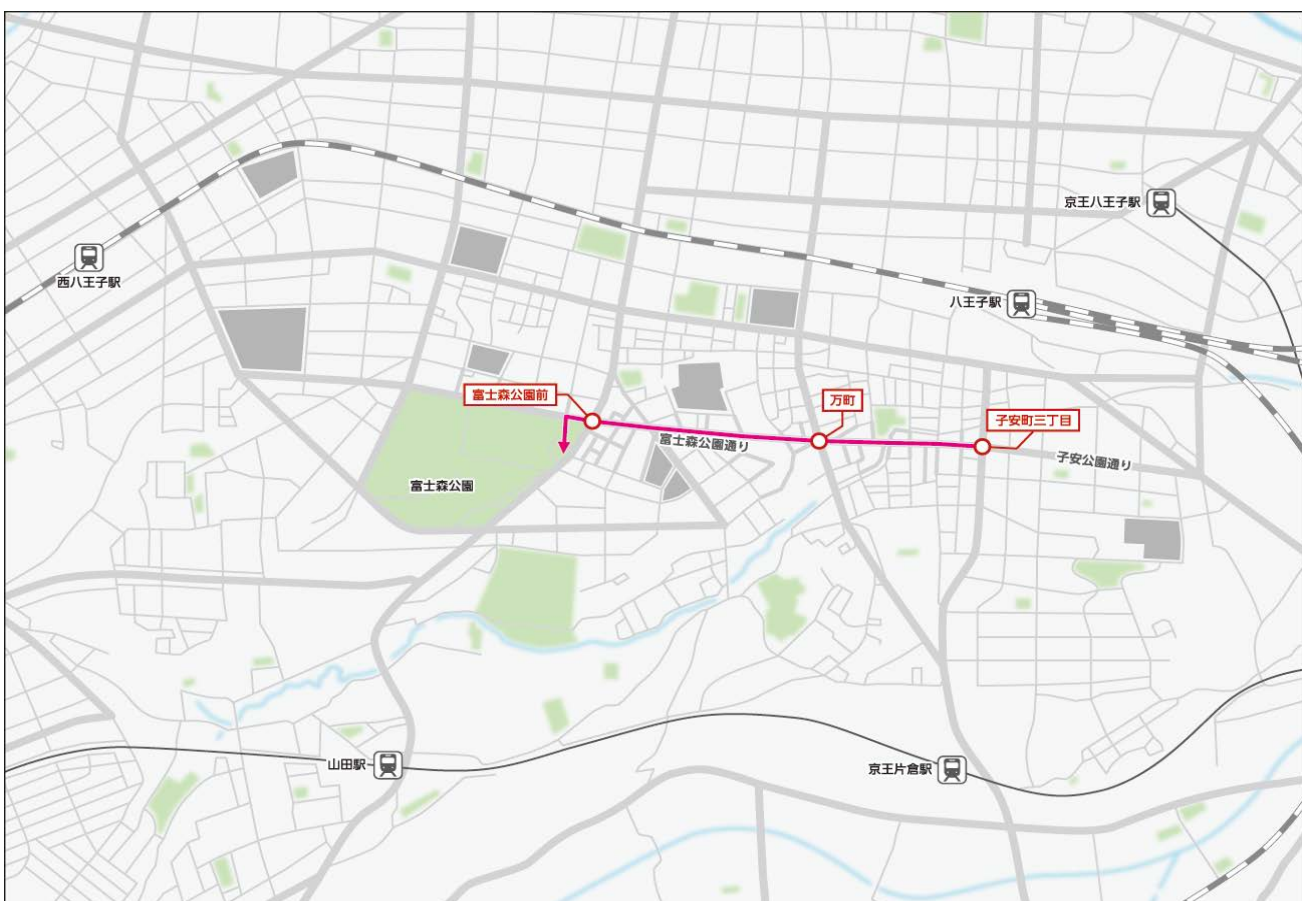 京王八王子駅
西八王子駅
八王子駅
富士森公園前
万町
子安町三丁目
富士森公園通り
子安公園通り
富士森公園
山田駅
京王片倉駅